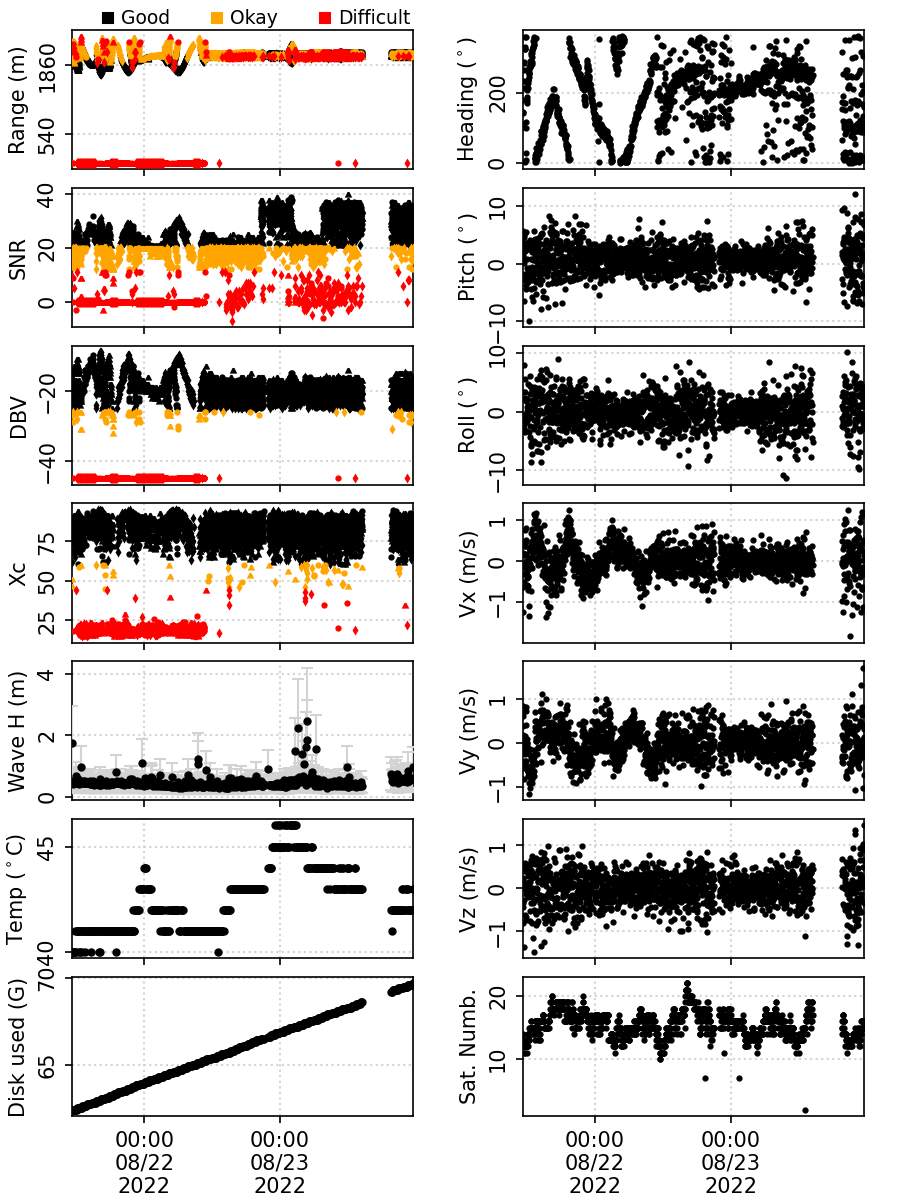 Good Okay Difficult
Range (m)
1860
540
Heading (°)
200
0
SNR
40
20
0
Pitch (°)
10
0
−10
DBV
−20
−40
Roll (°)
10
0
−10
Xc
75
50
25
Vx (m/s)
1
0
−1
Wave H (m)
4
2
0
Vy (m/s)
1
0
−1
Temp (°C)
45
40
Vz (m/s)
1
0
−1
Disk used (G)
70
65
Sat. Numb.
20
10
00:00 00:00 00:00 00:00
08/22 08/23 08/22 08/23
2022 2022 2022 2022